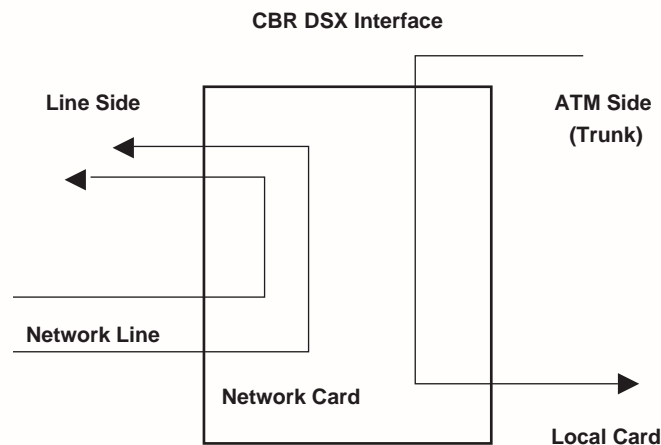 CBR DSX Interface
Line Side
ATM Side
(Trunk)
Network Line
Network Card
Local Card